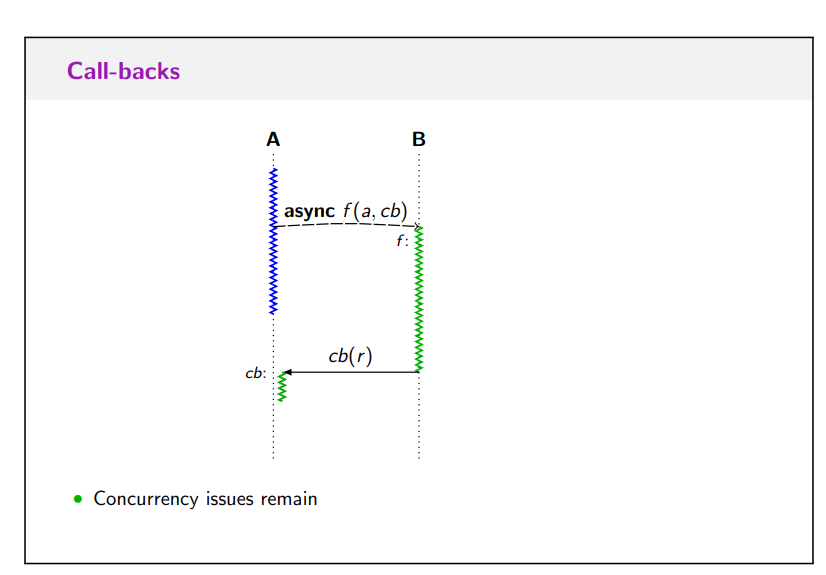 Call-backs
A B
async f(a, cb)
f:
cb(r)
cb:
• Concurrency issues remain